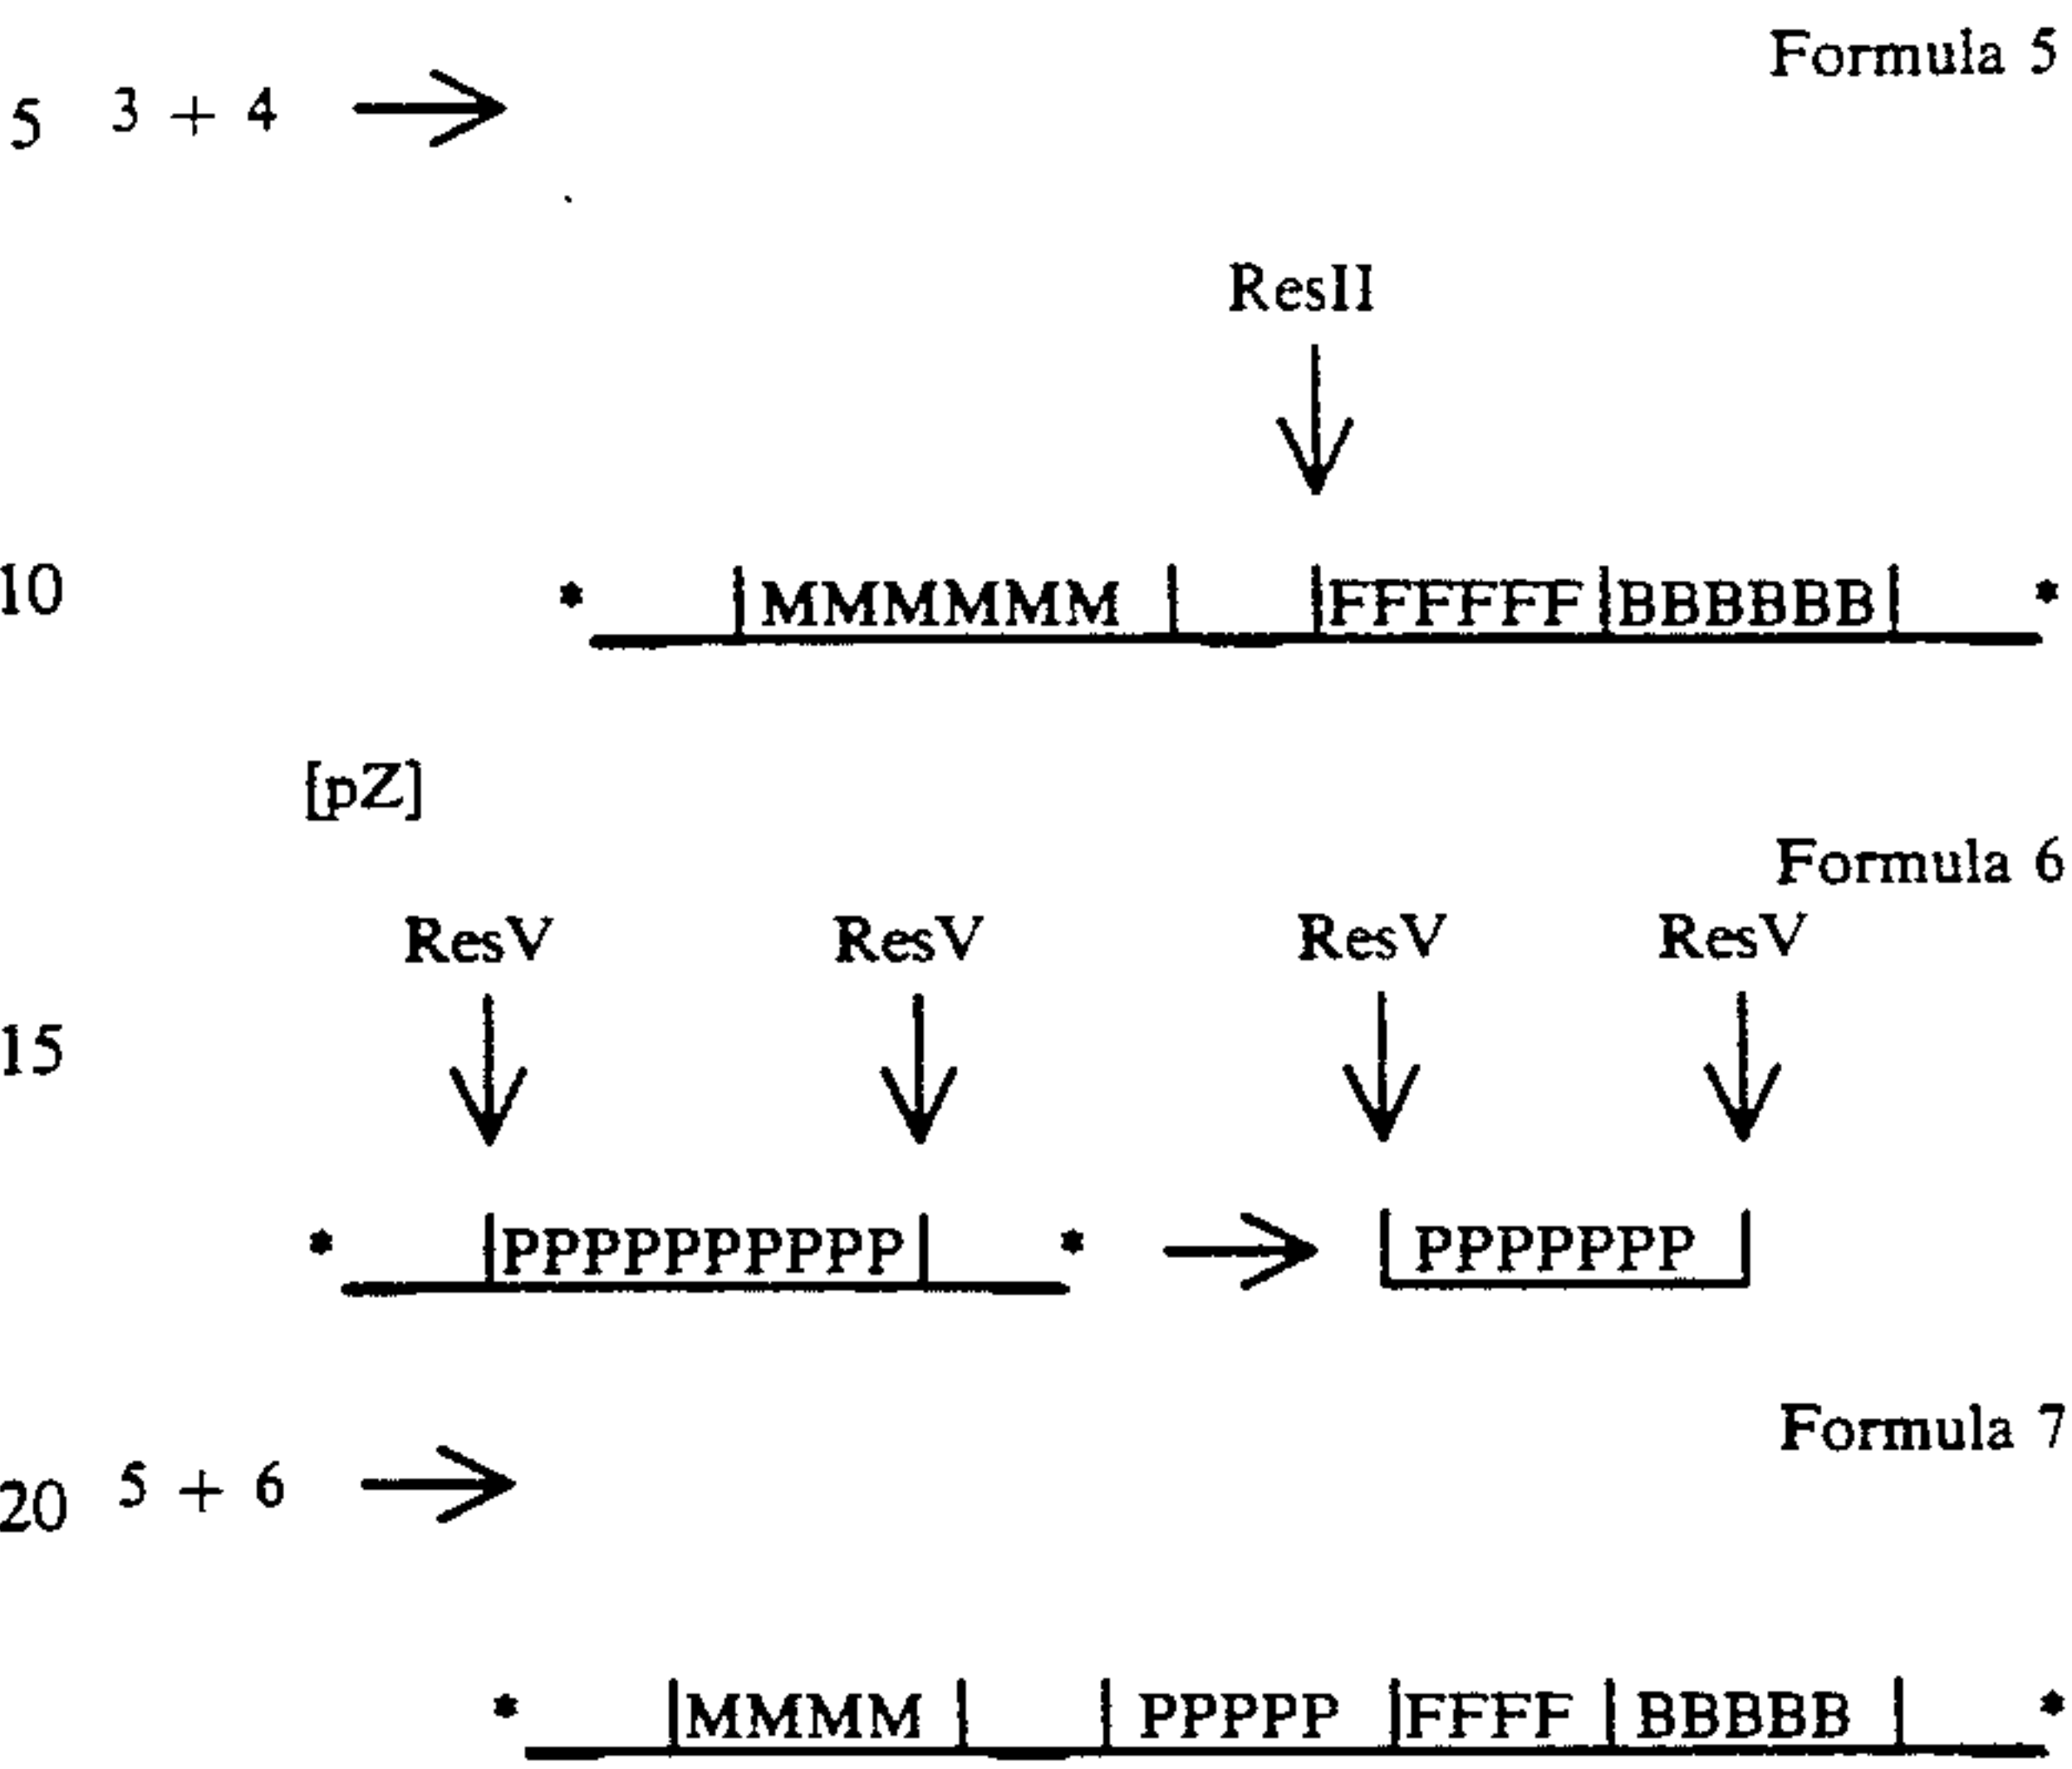 Formula 5
5 3 + 4
ResII
10 * |MMMMMM| |FFFFFF|BBBBBB| *
[pZ]
Formula 6
ResV ResV ResV ResV
15
* |PPPPPPPPPP| * |PPPPPPP|
Formula 7
20 5 + 6
* |MMMM| | PPPPP |FFFF| BBBBB | *